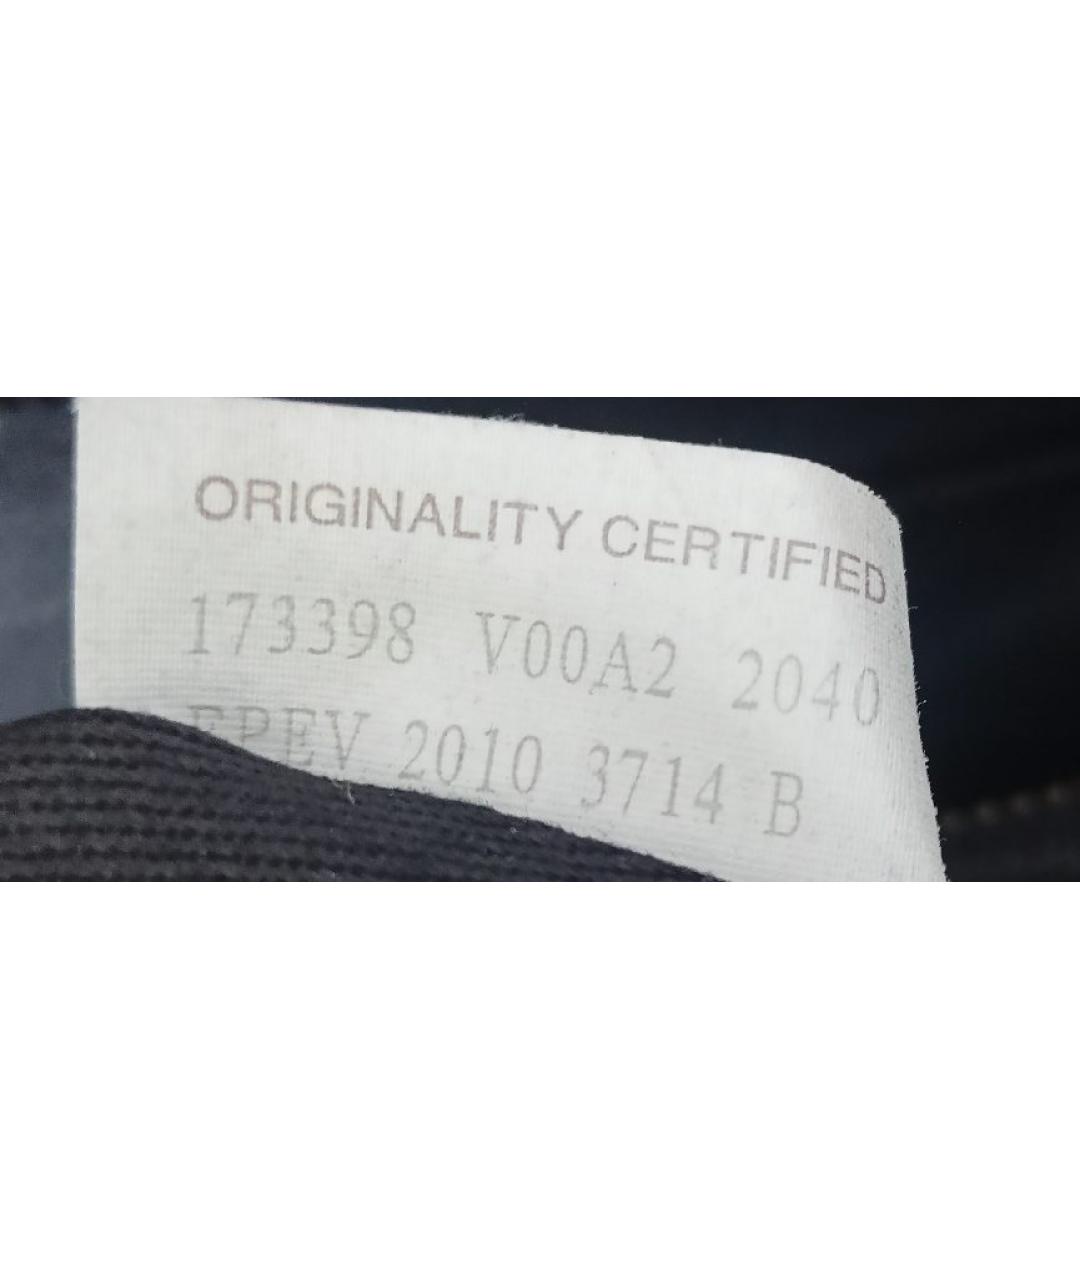 ORIGINALITY CERTIFIED
173398 V00A2 2040
2010 3714 B